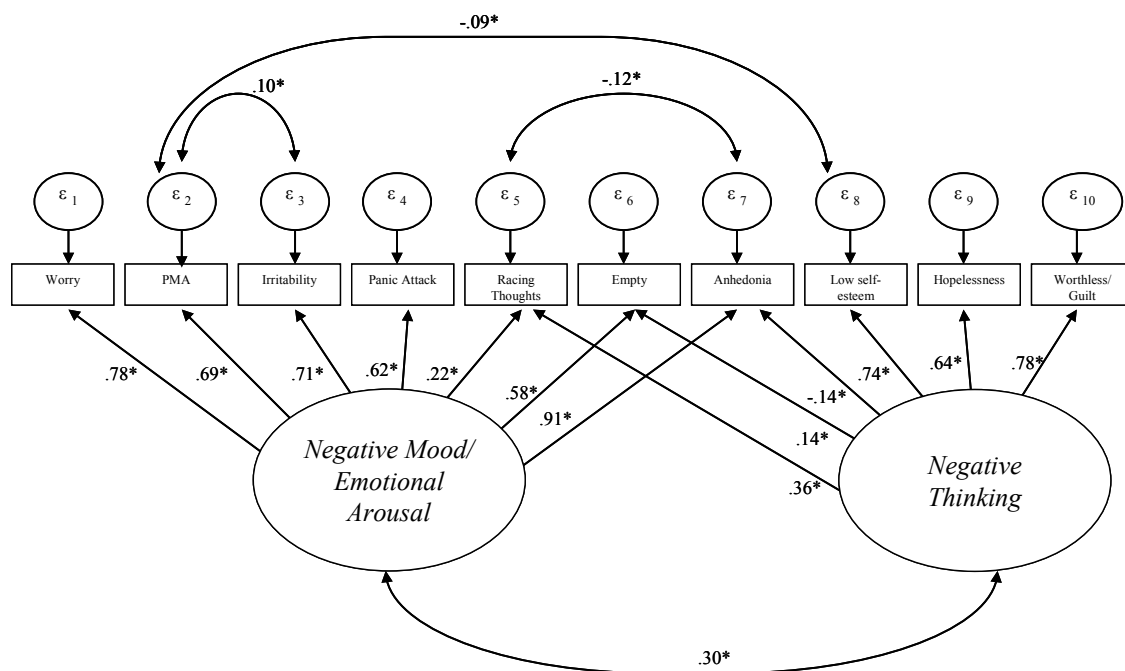 -.09*
.10*
-.12*
ε 1
ε 2
ε 3
ε 4
ε 5
ε 6
ε 7
ε 8
ε 9
ε 10
Worry
PMA
Irritability
Panic Attack
Racing
Thoughts
Empty
Anhedonia
Low self-
esteem
Hopelessness
Worthless/
Guilt
.78*
.69*
.71*
.62*
.22*
.58*
.91*
-.14*
.14*
.36*
.74*
.64*
.78*
Negative Mood/
Emotional
Arousal
Negative
Thinking
.30*